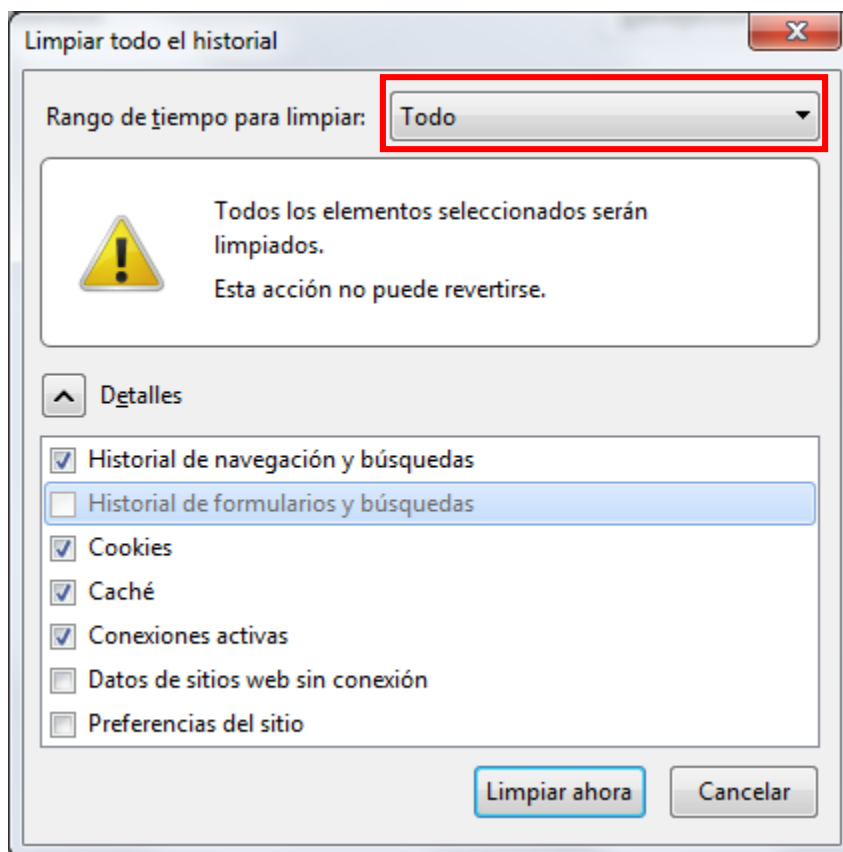 Limpiar todo el historial
Rango de tiempo para limpiar: Todo
Todos los elementos seleccionados serán
limpiados.
Esta acción no puede revertirse.
Detalles
Historial de navegación y búsquedas
Historial de formularios y búsquedas
Cookies
Caché
Conexiones activas
Datos de sitios web sin conexión
Preferencias del sitio
Limpiar ahora Cancelar